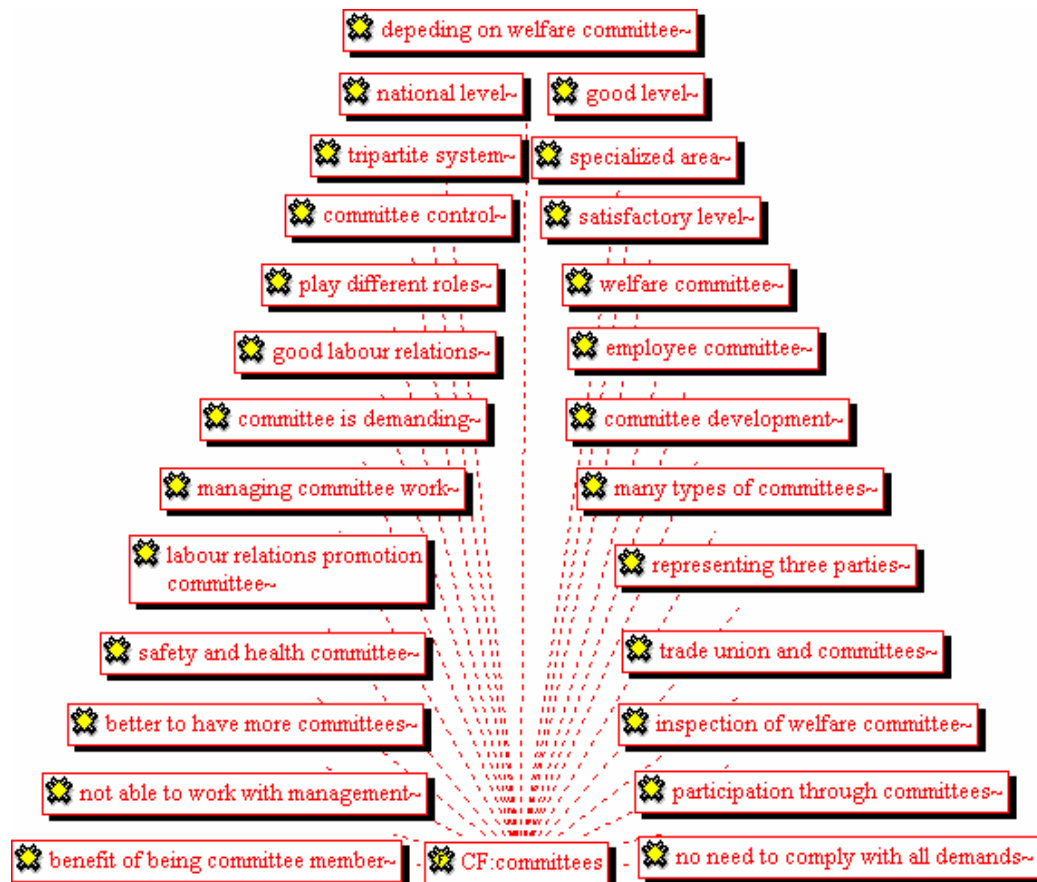 depeding on welfare committee~
national level~
good level~
tripartite system~
specialized area~
committee control~
satisfactory level~
play different roles~
welfare committee~
good labour relations~
employee committee~
committee is demanding~
committee development~
managing committee work~
many types of committees~
labour relations promotion
committee~
representing three parties~
safety and health committee~
trade union and committees~
better to have more committees~
inspection of welfare committee~
not able to work with management~
participation through committees~
benefit of being committee member~
CF:committees
no need to comply with all demands~